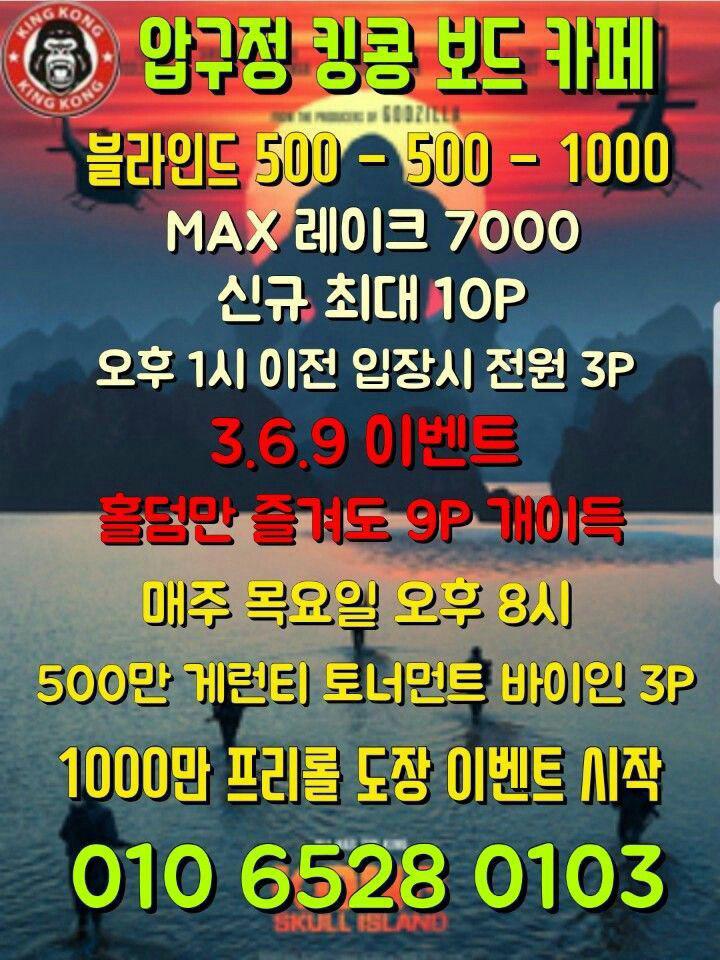 KING KONG
KING KONG
압구정 킹콩 보드 카페
FROM THE PRODUCERS OF GODZILLA
블라인드 500 - 500 - 1000
MAX 레이크 7000
신규 최대 10P
오후 1시 이전 입장시 전원 3P
3.6.9 이벤트
홀덤만 즐겨도 9P 개이득
매주 목요일 오후 8시
500만 게런티 토너먼트 바이인 3P
1000만 프리롤 도장 이벤트 시작
010 6528 0103
SKULL ISLAND